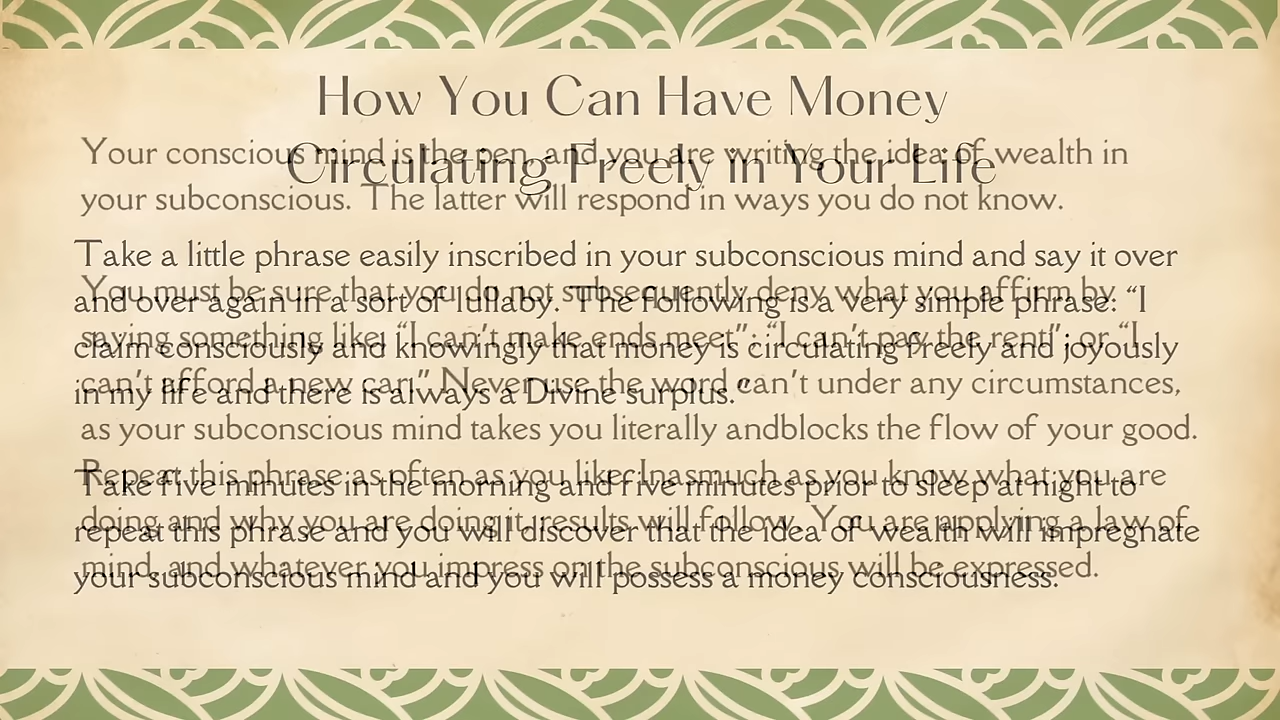 How You Can Have Money
Circulating Freely in Your Life
Take a little phrase easily inscribed in your subconscious mind and say it over
and over again in a sort of lullaby. The following is a very simple phrase: “I
claim consciously and knowingly that money is circulating freely and joyously
in my life and there is always a Divine surplus.”
Take five minutes in the morning and five minutes prior to sleep at night to
repeat this phrase and you will discover that the idea of wealth will impregnate
your subconscious mind and you will possess a money consciousness.
Your conscious mind is the pen, and you are writing the idea of wealth in
your subconscious. The latter will respond in ways you do not know.
You must be sure that you do not subsequently deny what you affirm by
saying something like: “I can’t make ends meet”; “I can’t pay the rent”; or “I
can’t afford a new car.” Never use the word can’t under any circumstances,
as your subconscious mind takes you literally andblocks the flow of your good.
Repeat this phrase as often as you like. Inasmuch as you know what you are
doing and why you are doing it, results will follow. You are applying a law of
mind, and whatever you impress on the subconscious will be expressed.